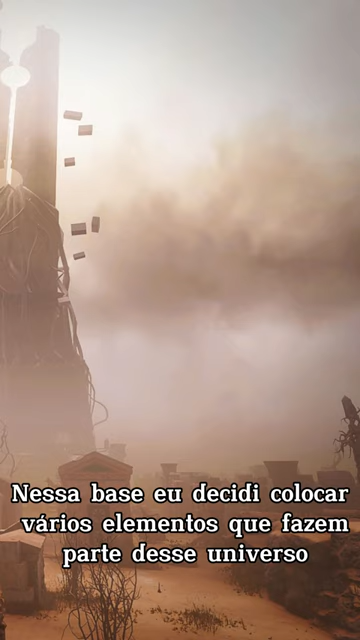 Nessa base eu decidi colocar
vários elementos que fazem
parte desse universo